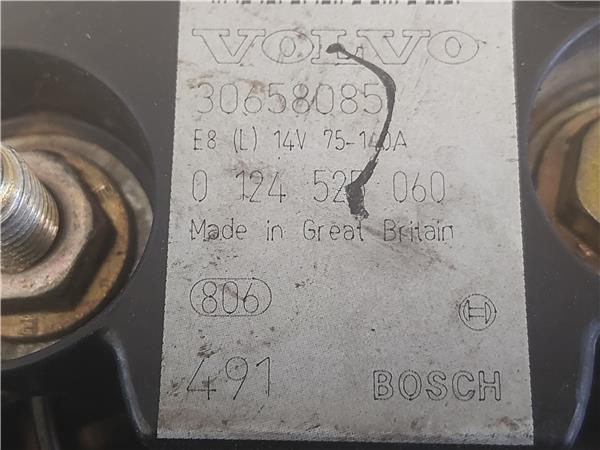 VOLVO
30658085
E8 (L) 14V 75-140A
0 124 525 060
Made in Great Britain
806
491 BOSCH